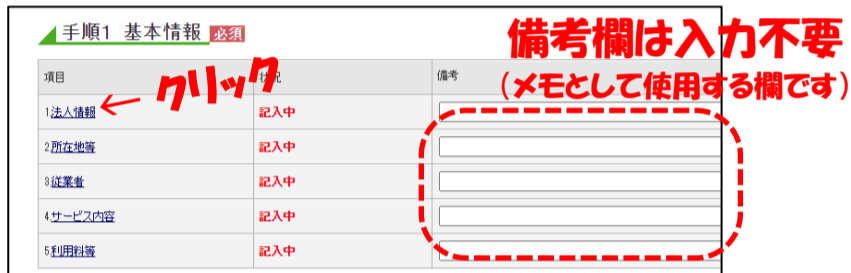 手順1 基本情報 必須
備考欄は入力不要
(メモとして使用する欄です)
項目 状況 備考
クリック
1法人情報 記入中
2所在地等 記入中
3従業者 記入中
4サービス内容 記入中
5利用料等 記入中